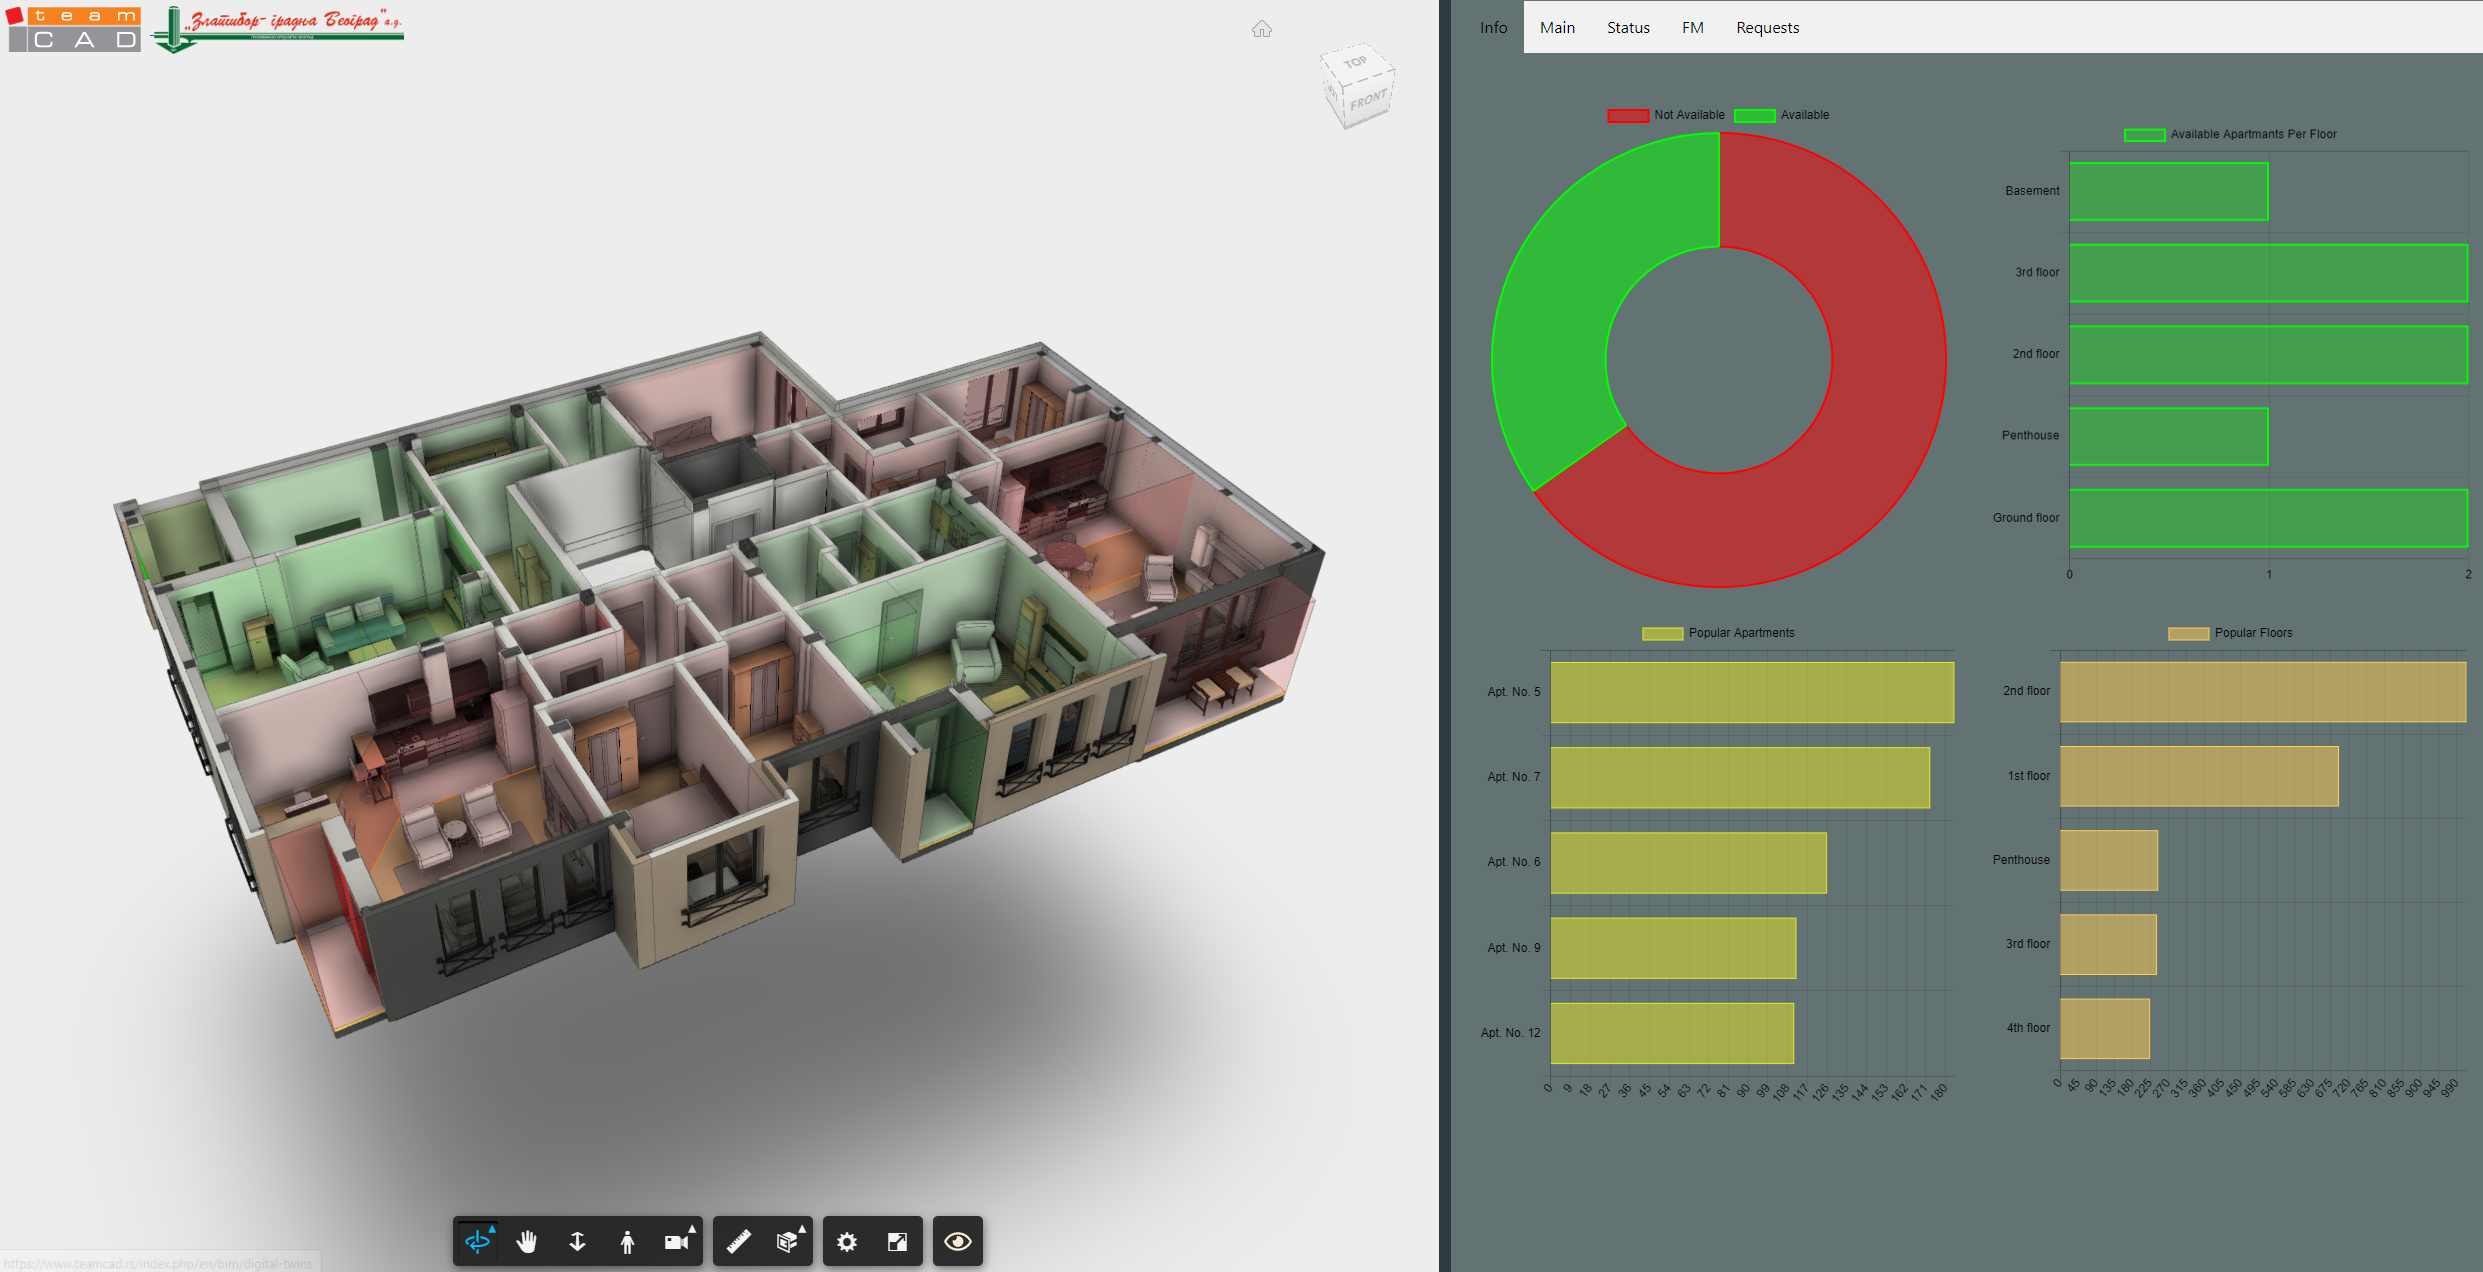 team
CAD
„Златибор- градња Београд" а.д.
TOP
FRONT
Info
Main
Status
FM
Requests
Not Available
Available
Available Apartmants Per Floor
Basement
3rd floor
2nd floor
Penthouse
Ground floor
0
1
2
Popular Apartments
Apt. No. 5
Apt. No. 7
Apt. No. 6
Apt. No. 9
Apt. No. 12
0 9 18 27 36 45 54 63 72 81 90 99 108 117 126 135 144 153 162 171 180
Popular Floors
2nd floor
1st floor
Penthouse
3rd floor
4th floor
0 45 90 135 180 225 270 315 360 405 450 495 540 585 630 675 720 765 810 855 900 945 990
https://www.teamcad.rs/index.php/en/bim/digital-twins